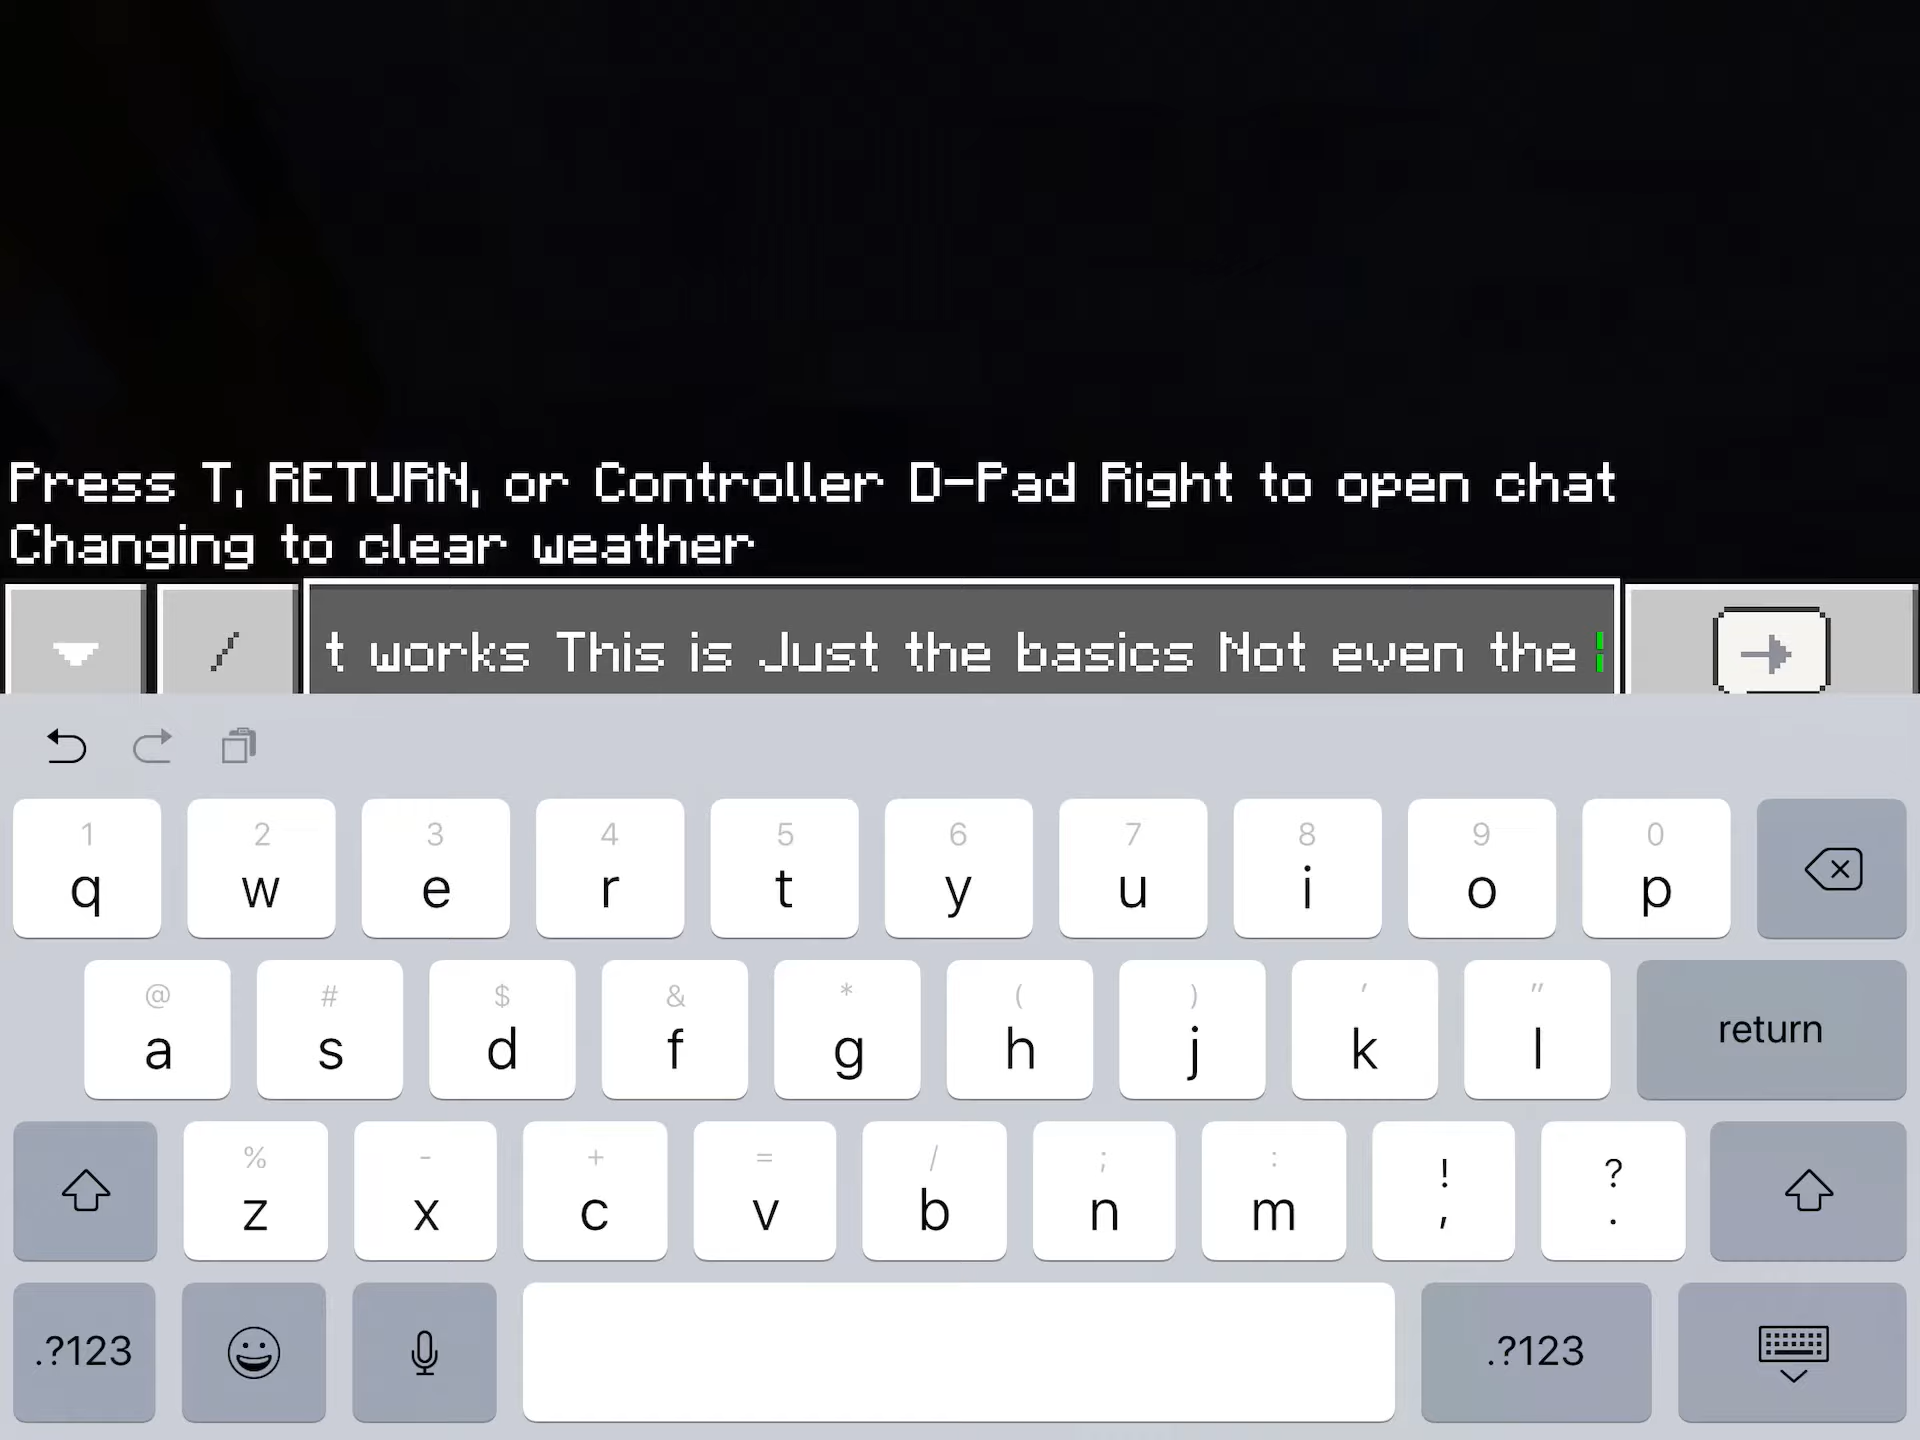 Press T, RETURN, or Controller D-Pad Right to open chat
Changing to clear weather
/ t works This is Just the basics Not even the
1 2 3 4 5 6 7 8 9 0
q w e r t y u i o p
@ # $ & * ( ) ' "
a s d f g h j k l return
% - + = / ; : ! ?
z x c v b n m , .
.?123 .?123